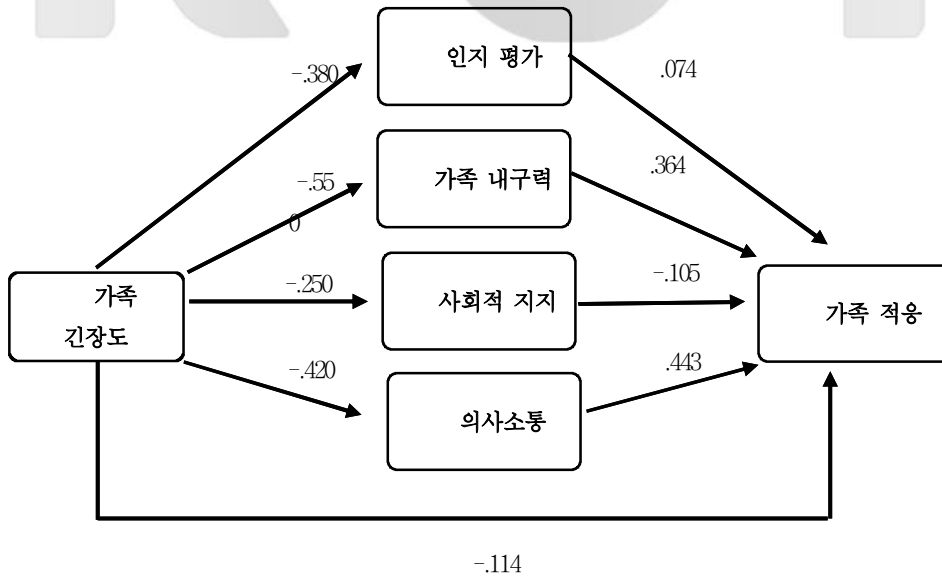 인지 평가
-.380
.074
가족 내구력
-.55
0
.364
가족
긴장도
-.250
사회적 지지
-.105
가족 적응
-.420
의사소통
.443
-.114